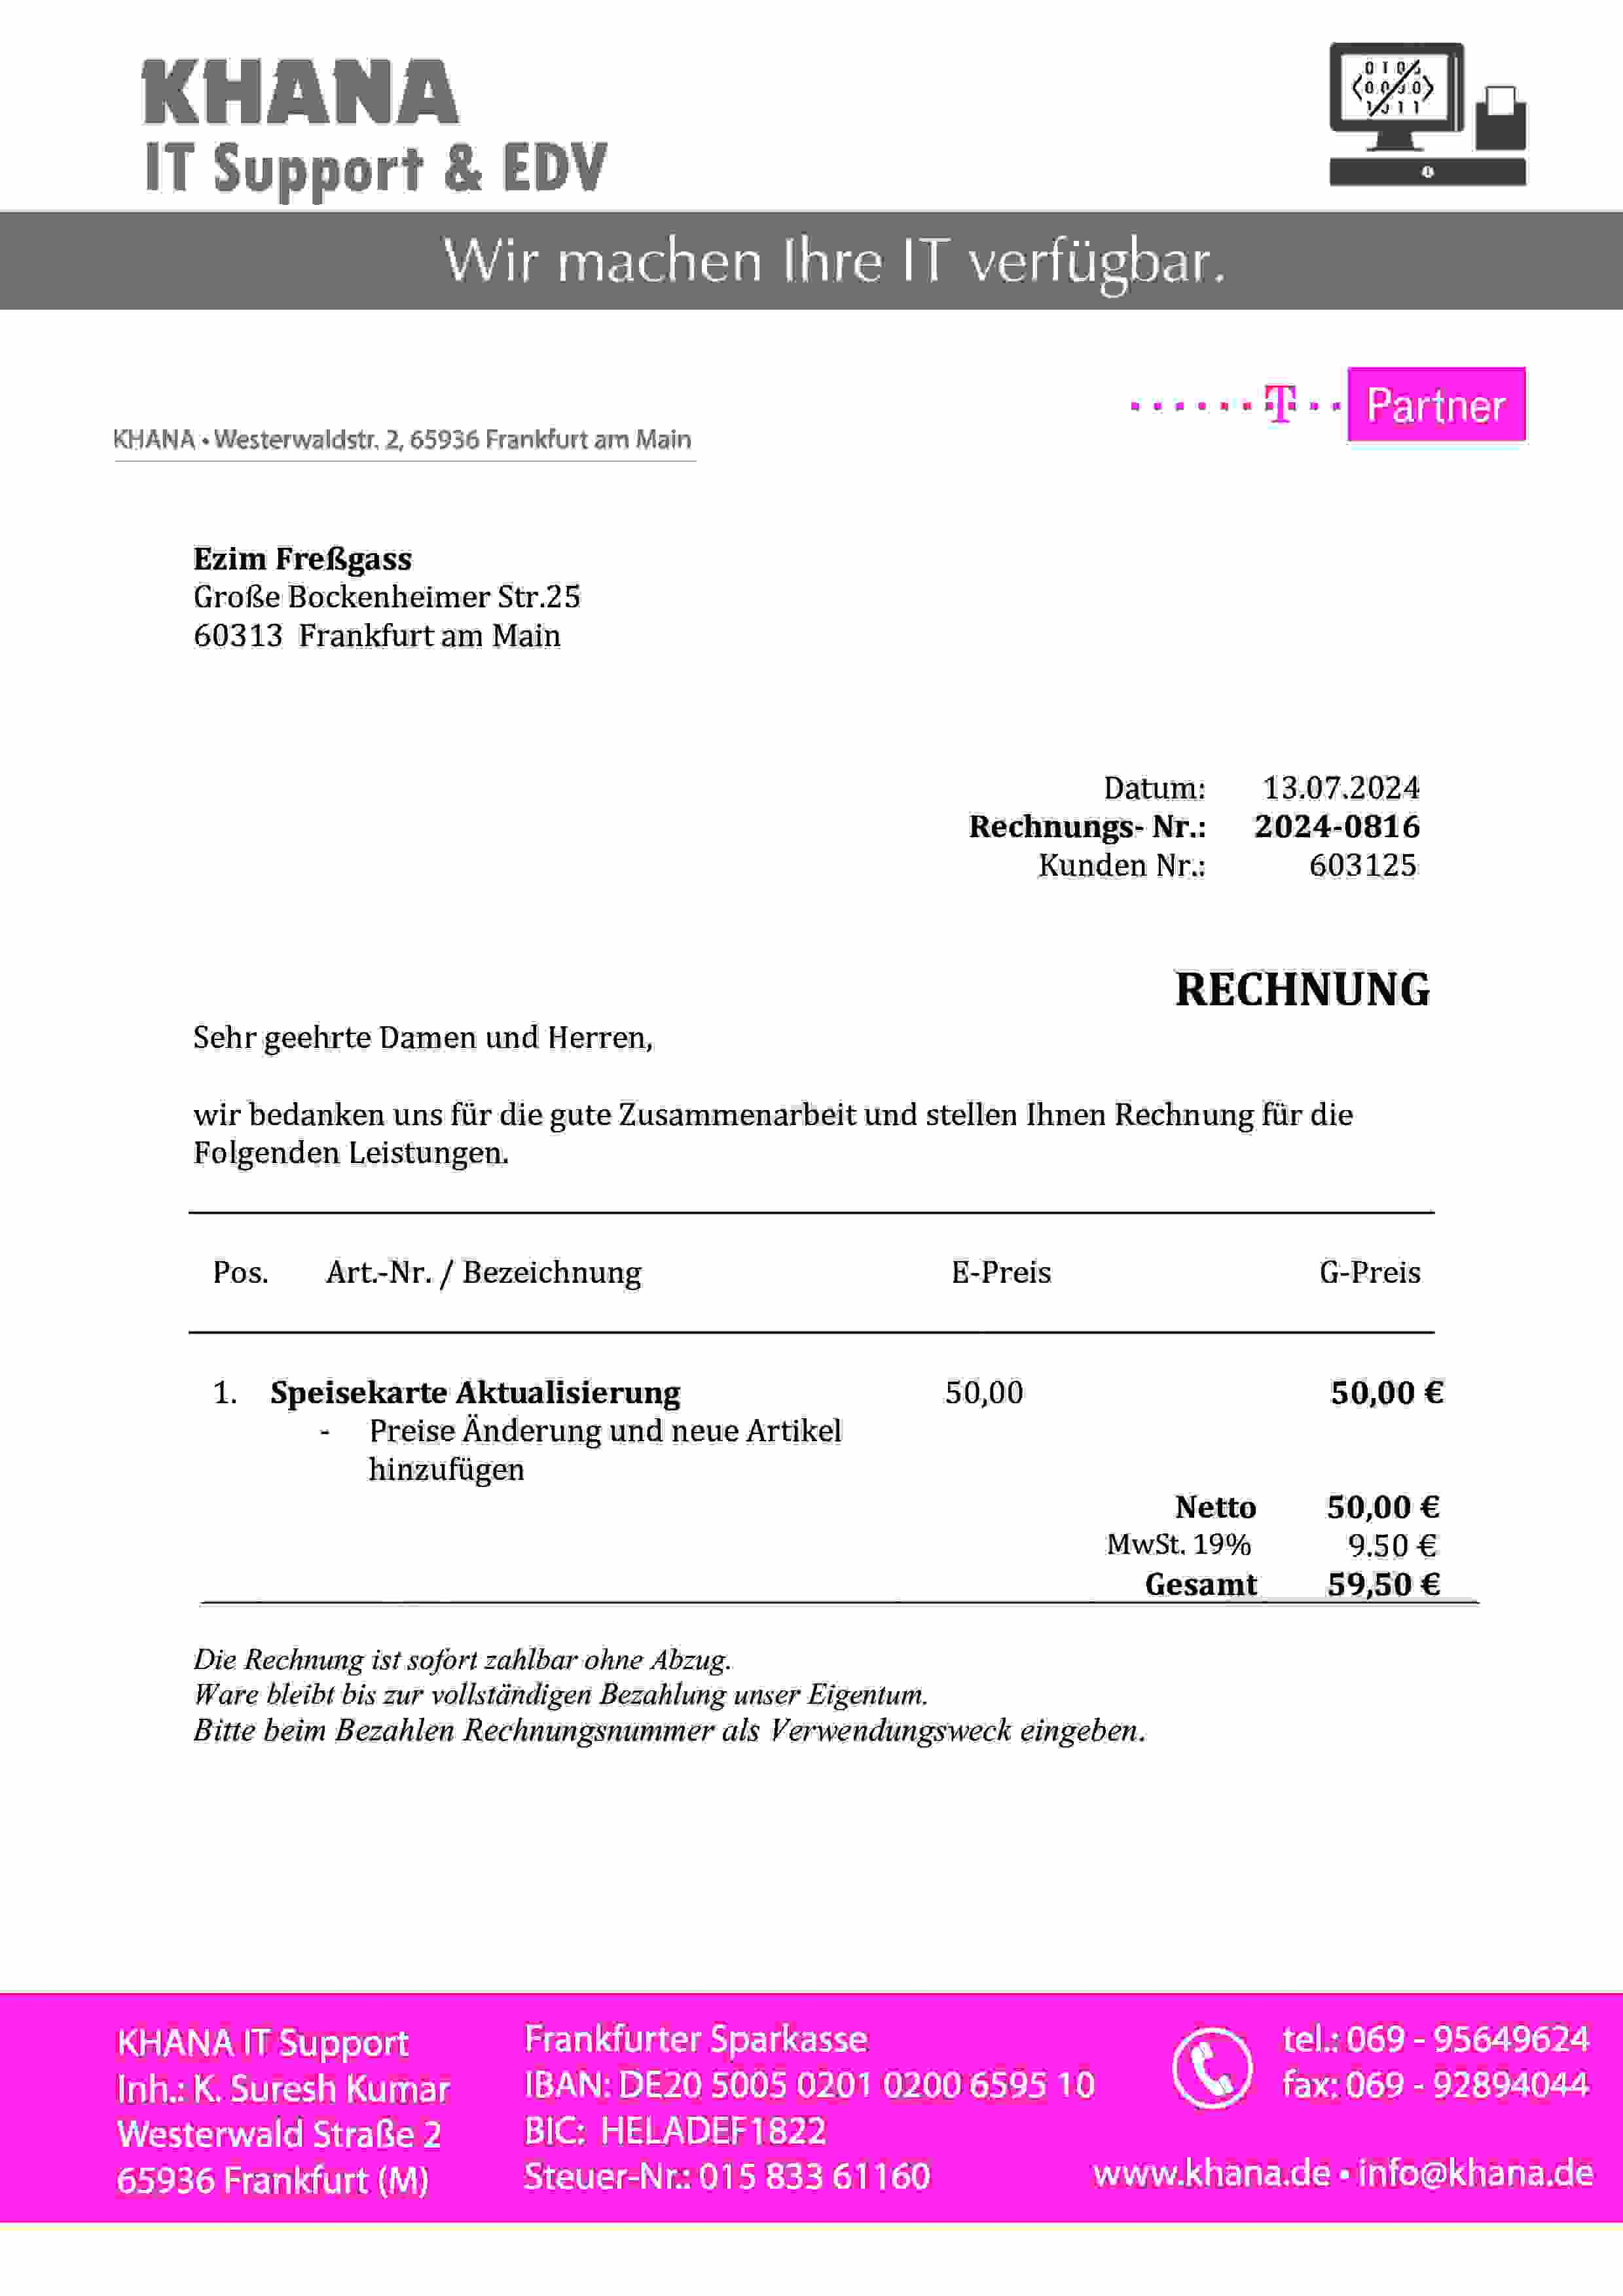 KHANA
IT Support & EDV
Wir machen Ihre IT verfügbar.
T Partner
KHANA • Westerwaldstr. 2, 65936 Frankfurt am Main
Ezim Freßgass
Große Bockenheimer Str.25
60313 Frankfurt am Main
Datum: 13.07.2024
Rechnungs- Nr.: 2024-0816
Kunden Nr.: 603125
RECHNUNG
Sehr geehrte Damen und Herren,
wir bedanken uns für die gute Zusammenarbeit und stellen Ihnen Rechnung für die
Folgenden Leistungen.
Pos. Art.-Nr. / Bezeichnung E-Preis G-Preis
1. Speisekarte Aktualisierung 50,00 50,00 €
- Preise Änderung und neue Artikel
hinzufügen
Netto 50,00 €
MwSt. 19% 9.50 €
Gesamt 59,50 €
Die Rechnung ist sofort zahlbar ohne Abzug.
Ware bleibt bis zur vollständigen Bezahlung unser Eigentum.
Bitte beim Bezahlen Rechnungsnummer als Verwendungsweck eingeben.
KHANA IT Support
Inh.: K. Suresh Kumar
Westerwald Straße 2
65936 Frankfurt (M)
Frankfurter Sparkasse
IBAN: DE20 5005 0201 0200 6595 10
BIC: HELADEF1822
Steuer-Nr.: 015 833 61160
tel.: 069 - 95649624
fax: 069 - 92894044
www.khana.de • info@khana.de